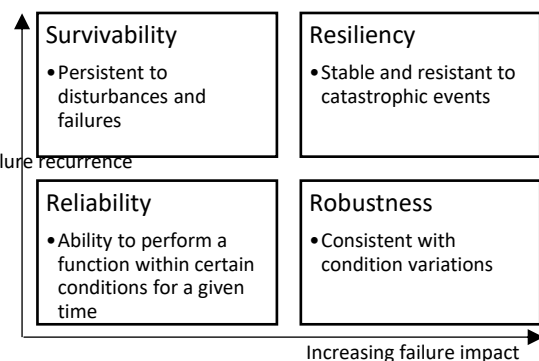 Survivability
•Persistent to
disturbances and
failures
Resiliency
•Stable and resistant to
catastrophic events
recurrence
Reliability
•Ability to perform a
function within certain
conditions for a given
time
Robustness
•Consistent with
condition variations
Increasing failure impact